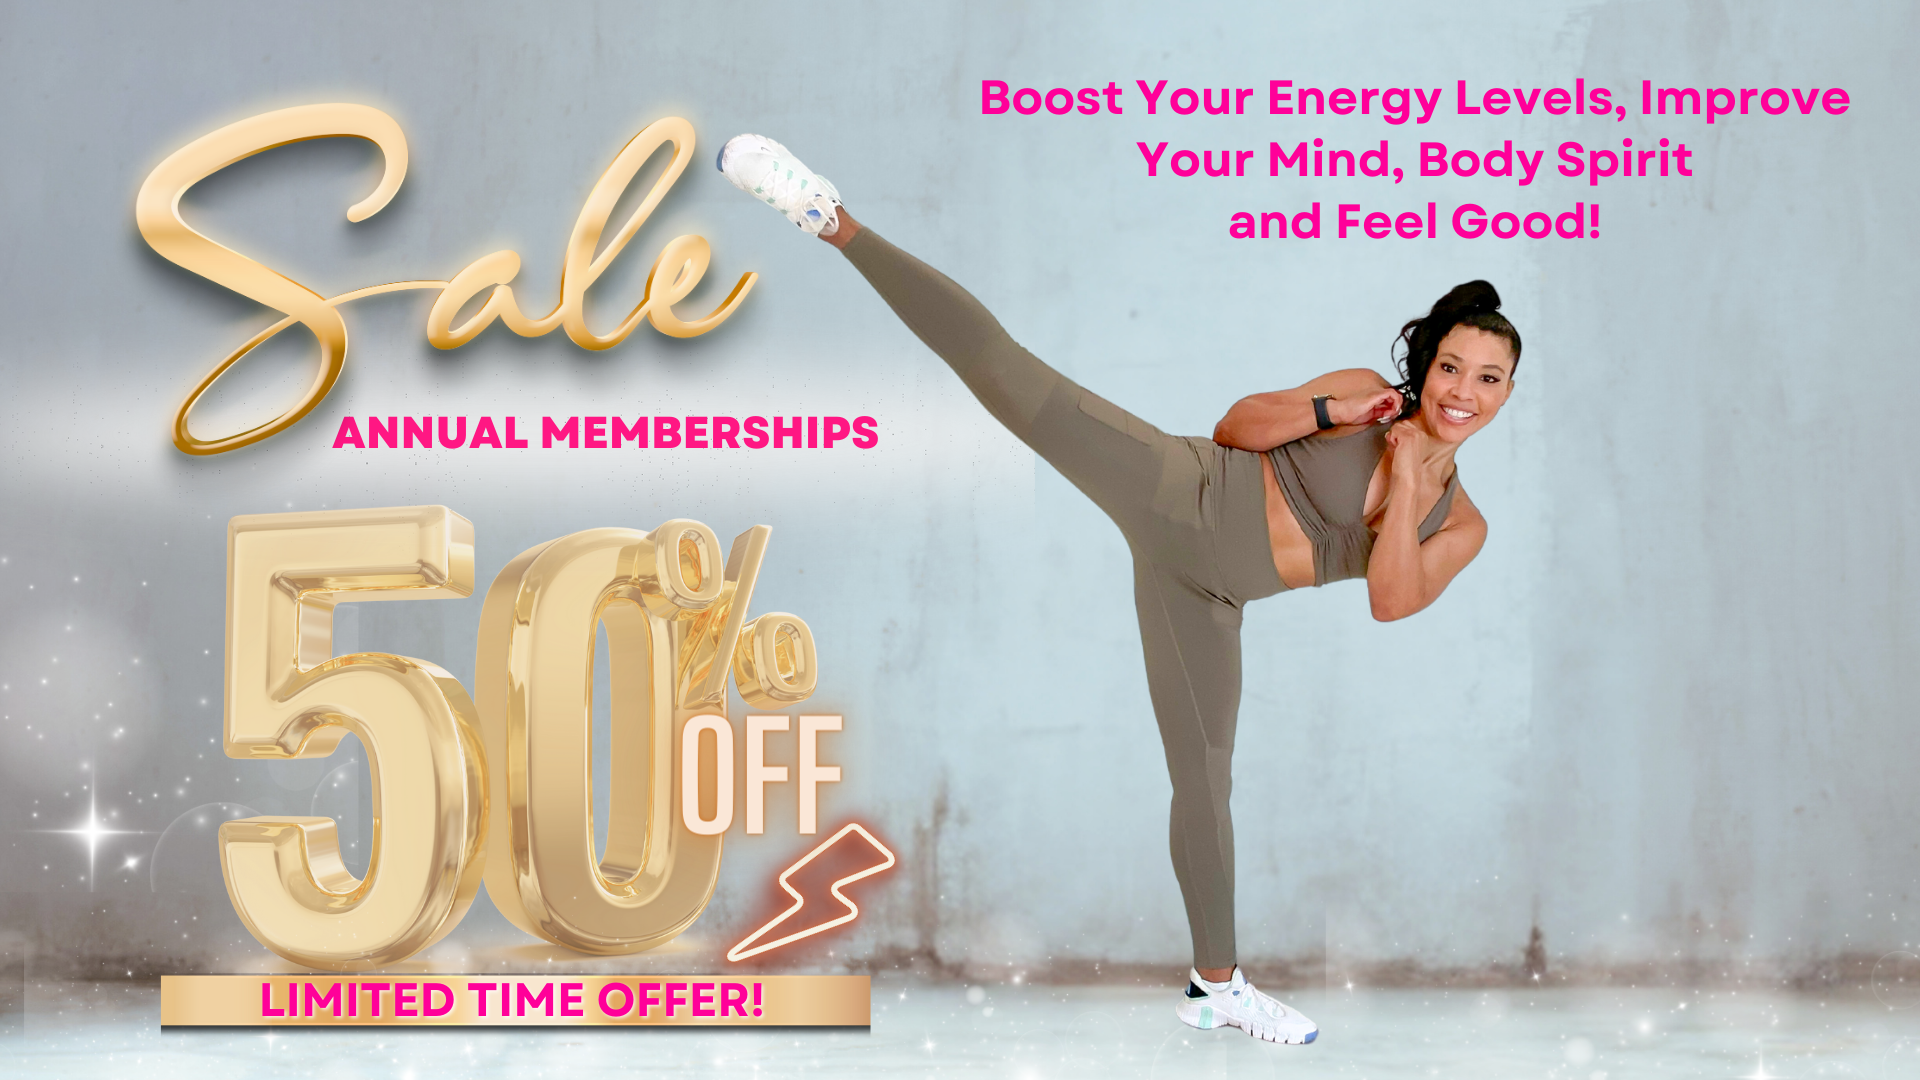 Sale
ANNUAL MEMBERSHIPS
50%
OFF
LIMITED TIME OFFER!
Boost Your Energy Levels, Improve
Your Mind, Body Spirit
and Feel Good!